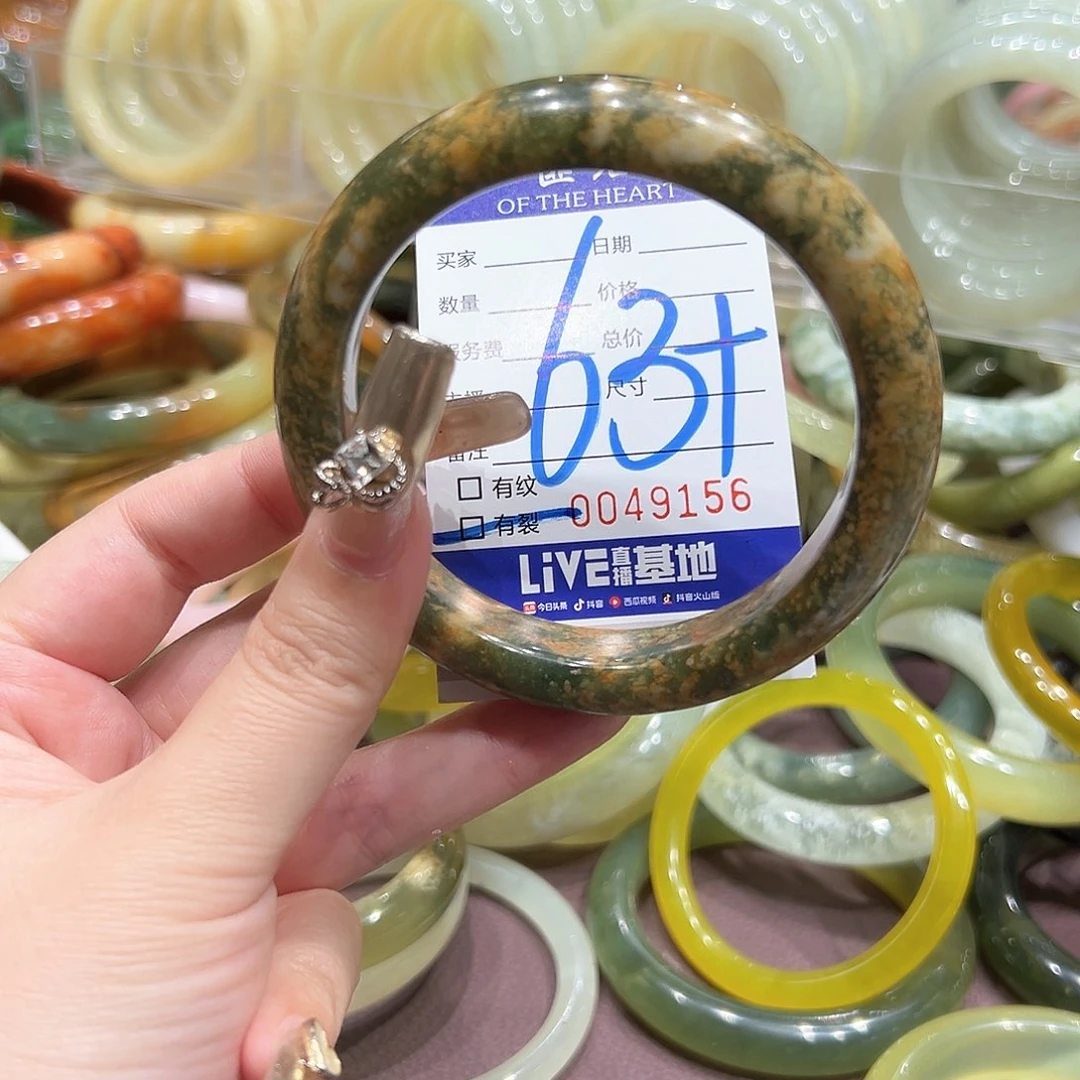 OF THE HEART
买家 日期
数量 价格
服务费 总价
尺寸
备注
63+
□ 有纹
□ 有裂
0049156
LiVE直播基地
今日头条 抖音 西瓜视频 抖音火山版